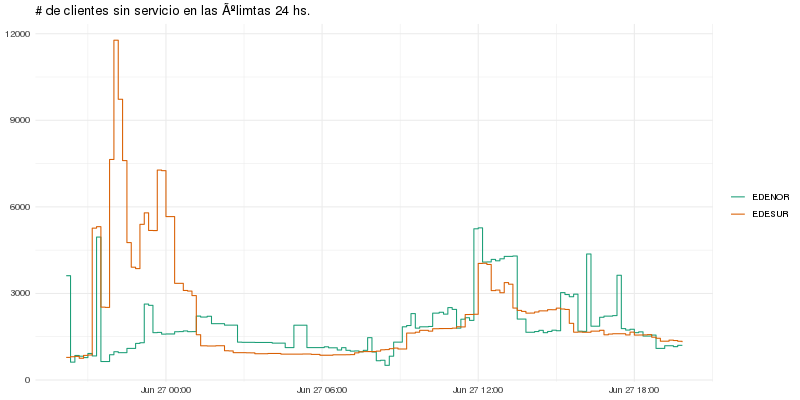 # de clientes sin servicio en las Ãºlimtas 24 hs.
12000
9000
6000
3000
0
Jun 27 00:00
Jun 27 06:00
Jun 27 12:00
Jun 27 18:00
EDENOR
EDESUR